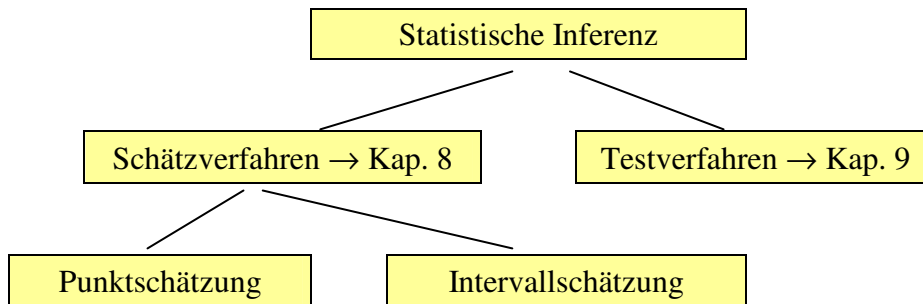 Statistische Inferenz
Schätzverfahren → Kap. 8
Testverfahren → Kap. 9
Punktschätzung
Intervallschätzung